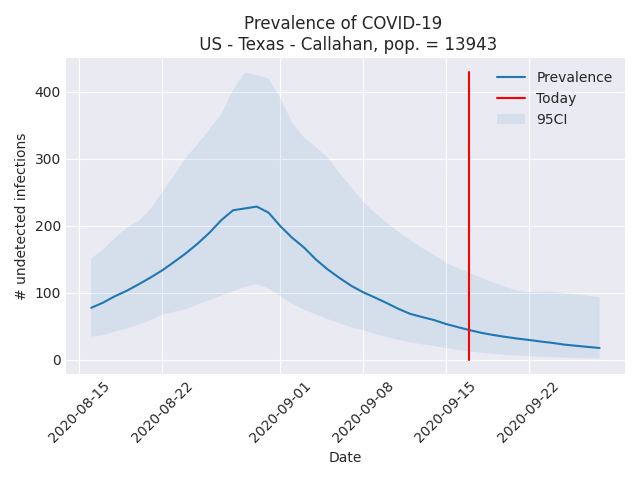 Prevalence of COVID-19
US - Texas - Callahan, pop. = 13943
Prevalence
Today
95CI
# undetected infections
400
300
200
100
0
2020-08-15
2020-08-22
2020-09-01
2020-09-08
2020-09-15
2020-09-22
Date